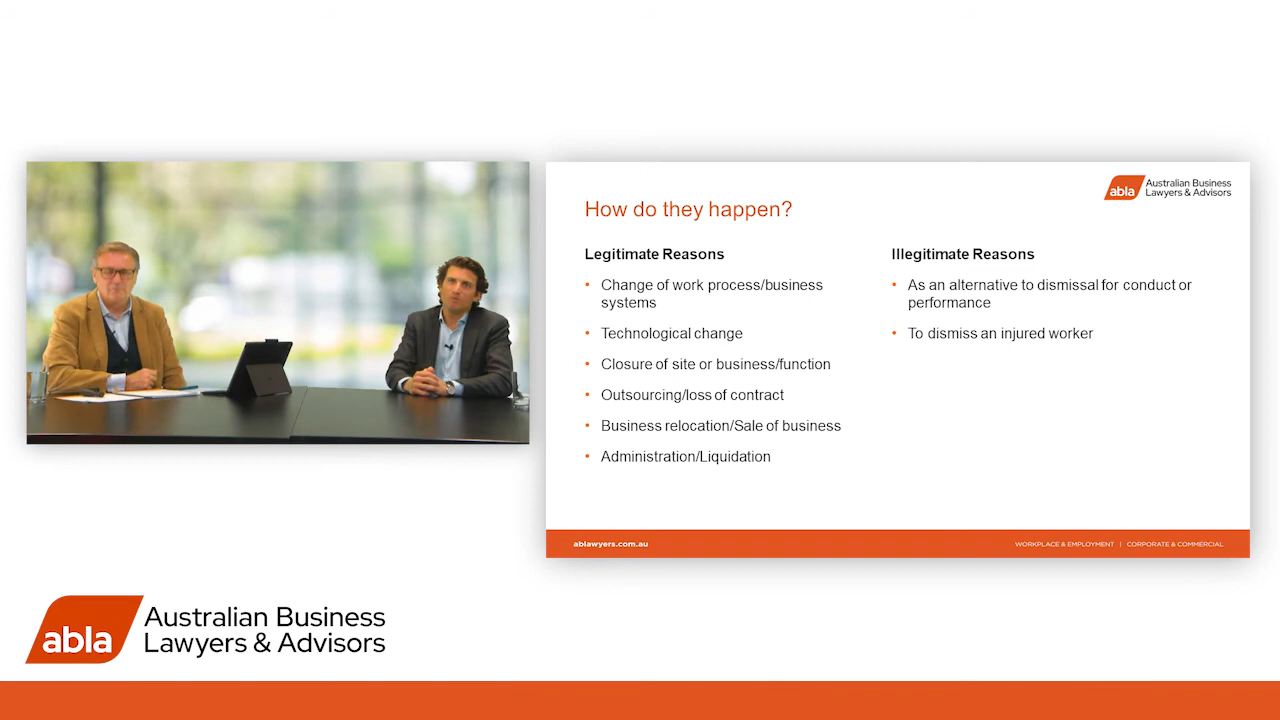 abla
Australian Business
Lawyers & Advisors
How do they happen?
Legitimate Reasons
• Change of work process/business
systems
• Technological change
• Closure of site or business/function
• Outsourcing/loss of contract
• Business relocation/Sale of business
• Administration/Liquidation
Illegitimate Reasons
• As an alternative to dismissal for conduct or
performance
• To dismiss an injured worker
ablawyers.com.au
WORKPLACE & EMPLOYMENT | CORPORATE & COMMERCIAL
abla
Australian Business
Lawyers & Advisors